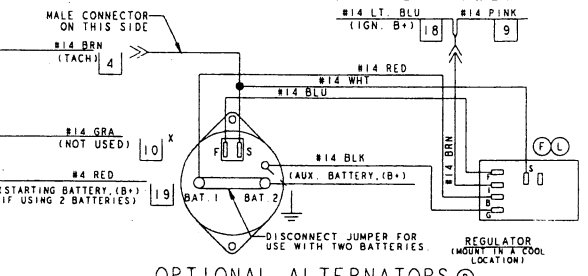 MALE CONNECTOR
ON THIS SIDE
#14 LT. BLU
(IGN. B+)
18
#14 PINK
9
#14 BRN
(TACH)
4
#14 RED
#14 WHT
#14 BLU
#14 GRA
(NOT USED)
10
X
F
S
#14 BLK
#14 BRN
F L
S
#4 RED
(STARTING BATTERY, (B+)
IF USING 2 BATTERIES)
19
(AUX. BATTERY, (B+)
BAT. 1
BAT. 2
F
I
B
G
DISCONNECT JUMPER FOR
USE WITH TWO BATTERIES.
REGULATOR
(MOUNT IN A COOL
LOCATION)
OPTIONAL ALTERNATORS